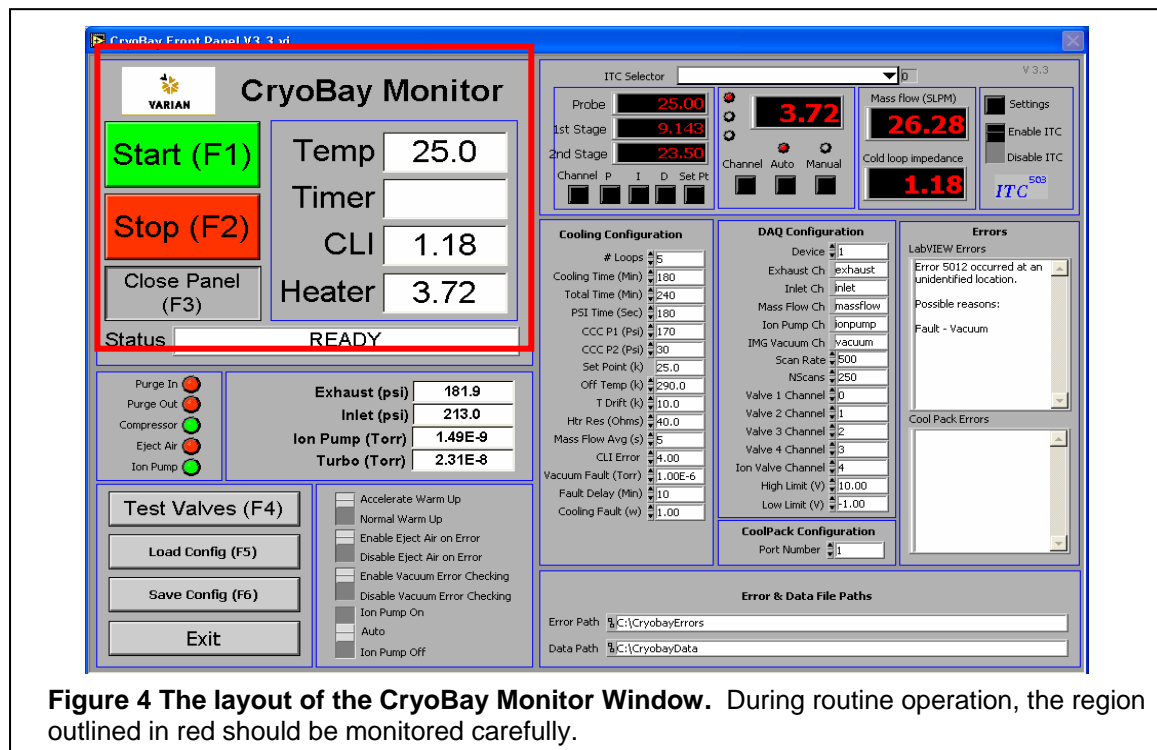 CryoBay Front Panel V3.3.vi
VARIAN
CryoBay Monitor
Start (F1)
Stop (F2)
Close Panel
(F3)
Temp 25.0
Timer
CLI 1.18
Heater 3.72
Status READY
Purge In
Purge Out
Compressor
Eject Air
Ion Pump
Exhaust (psi) 181.9
Inlet (psi) 213.0
Ion Pump (Torr) 1.49E-9
Turbo (Torr) 2.31E-8
Test Valves (F4)
Load Config (F5)
Save Config (F6)
Exit
Accelerate Warm Up
Normal Warm Up
Enable Eject Air on Error
Disable Eject Air on Error
Enable Vacuum Error Checking
Disable Vacuum Error Checking
Ion Pump On
Auto
Ion Pump Off
ITC Selector 0
V 3.3
Probe 25.00
1st Stage 9.143
2nd Stage 23.50
Channel P I D Set Pt
3.72
Channel Auto Manual
Mass flow (SLPM)
26.28
Cold loop impedance
1.18
Settings
Enable ITC
Disable ITC
ITC 503
Cooling Configuration
# Loops 5
Cooling Time (Min) 180
Total Time (Min) 240
PSI Time (Sec) 180
CCC P1 (Psi) 170
CCC P2 (Psi) 30
Set Point (k) 25.0
Off Temp (k) 290.0
T Drift (k) 10.0
Htr Res (Ohms) 40.0
Mass Flow Avg (s) 5
CLI Error 4.00
Vacuum Fault (Torr) 1.00E-6
Fault Delay (Min) 10
Cooling Fault (w) 1.00
DAQ Configuration
Device 1
Exhaust Ch exhaust
Inlet Ch inlet
Mass Flow Ch massflow
Ion Pump Ch ionpump
IMG Vacuum Ch vacuum
Scan Rate 500
NScans 250
Valve 1 Channel 0
Valve 2 Channel 1
Valve 3 Channel 2
Valve 4 Channel 3
Ion Valve Channel 4
High Limit (V) 10.00
Low Limit (V) -1.00
CoolPack Configuration
Port Number 1
Errors
LabVIEW Errors
Error 5012 occurred at an
unidentified location.
Possible reasons:
Fault - Vacuum
Cool Pack Errors
Error & Data File Paths
Error Path C:\CryobayErrors
Data Path C:\CryobayData
Figure 4 The layout of the CryoBay Monitor Window. During routine operation, the region
outlined in red should be monitored carefully.